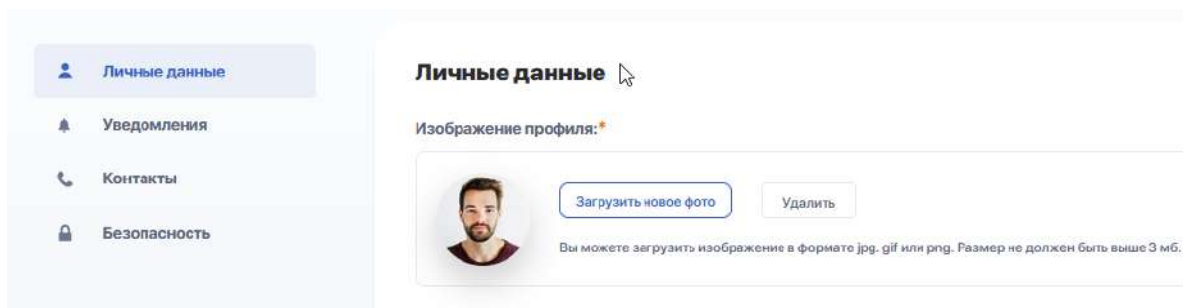 Личные данные
Уведомления
Контакты
Безопасность
Личные данные
Изображение профиля:*
Загрузить новое фото
Удалить
Вы можете загрузить изображение в формате jpg. gif или png. Размер не должен быть выше 3 мб.